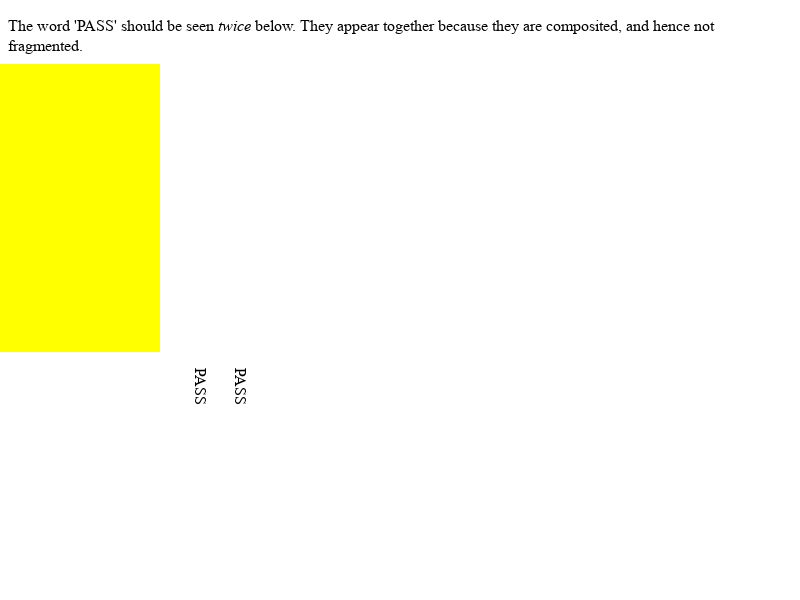 The word 'PASS' should be seen twice below. They appear together because they are composited, and hence not
fragmented.
PASS
PASS